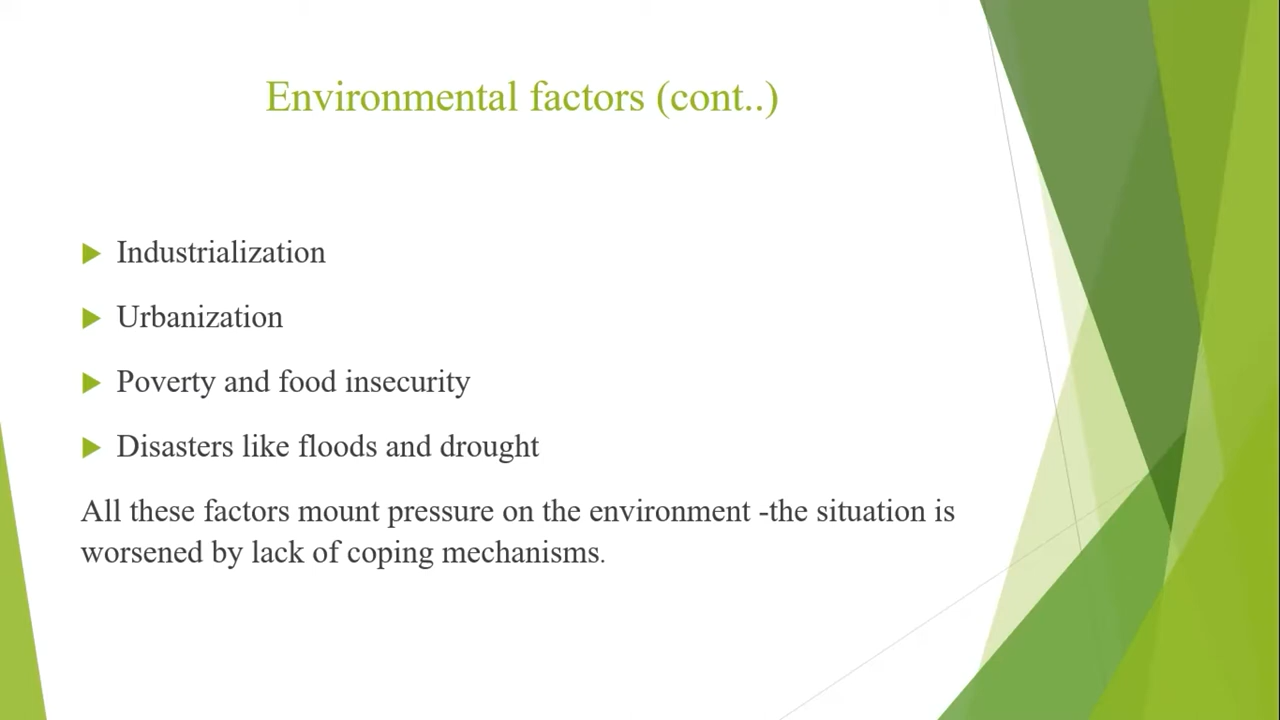 Environmental factors (cont..)
Industrialization
Urbanization
Poverty and food insecurity
Disasters like floods and drought
All these factors mount pressure on the environment -the situation is
worsened by lack of coping mechanisms.